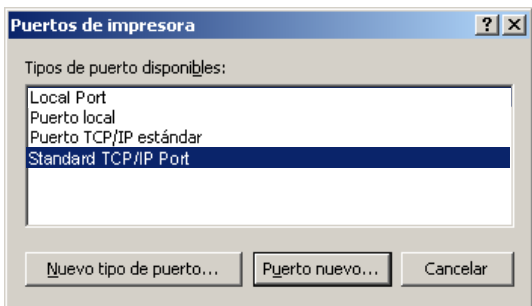 Puertos de impresora
Tipos de puerto disponibles:
Local Port
Puerto local
Puerto TCP/IP estándar
Standard TCP/IP Port
Nuevo tipo de puerto... Puerto nuevo... Cancelar